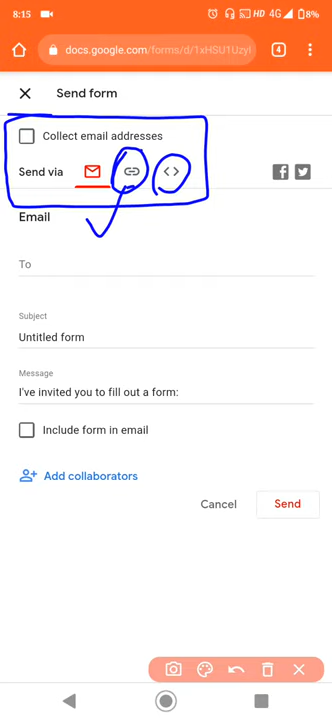 8:15 HD 4G 8%
docs.google.com/forms/d/1xHSU1Uzyl 4
Send form
Collect email addresses
Send via
Email
To
Subject
Untitled form
Message
I've invited you to fill out a form:
Include form in email
Add collaborators
Cancel Send